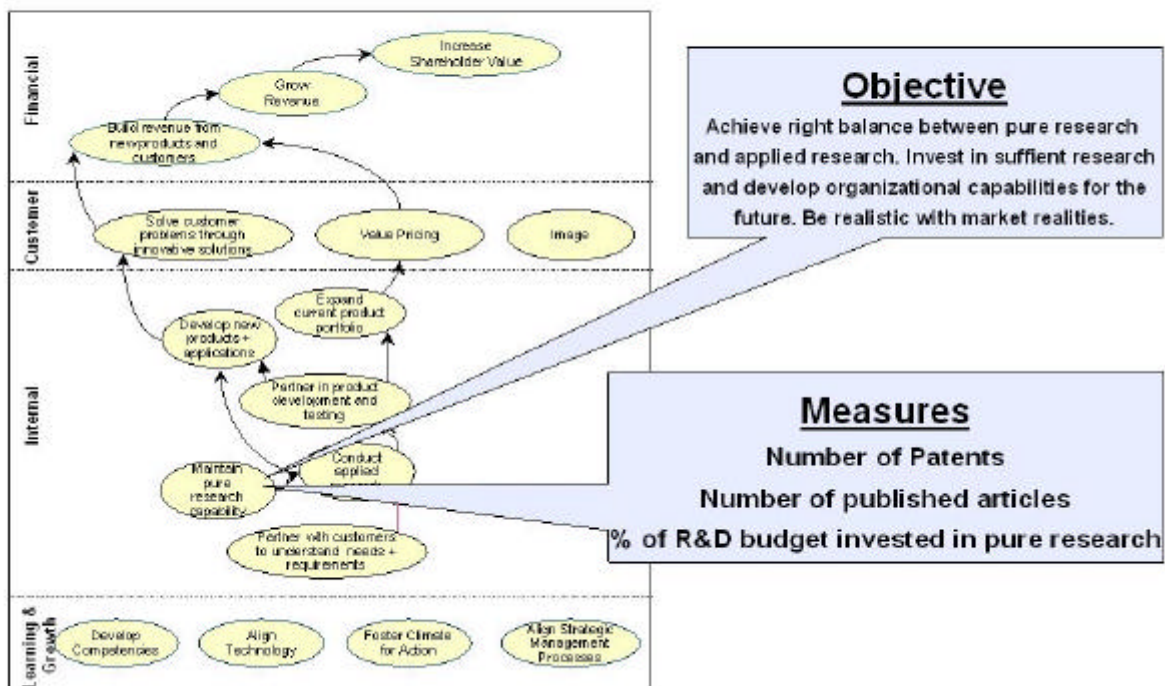 Financial
Increase
Shareholder Value
Grow
Revenue
Build revenue from
new products and
customers
Customer
Solve customer
problems through
innovative solutions
Value Pricing
Image
Internal
Expand
current product
portfolio
Develop new
products +
applications
Partner in product
development and
testing
Conduct
applied
Maintain
pure
research
capability
Partner with customers
to understand needs +
requirements
Learning &
Growth
Develop
Competencies
Align
Technology
Foster Climate
for Action
Align Strategic
Management
Processes
Objective
Achieve right balance between pure research
and applied research. Invest in suffient research
and develop organizational capabilities for the
future. Be realistic with market realities.
Measures
Number of Patents
Number of published articles
% of R&D budget invested in pure research